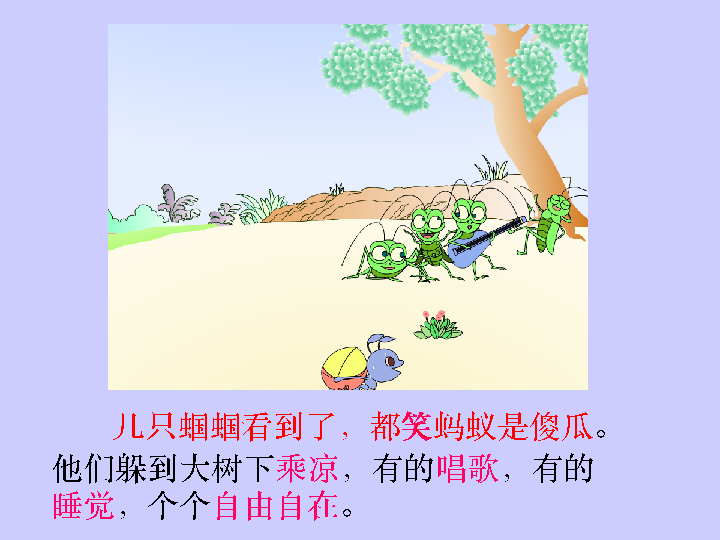 几只蝈蝈看到了，都笑蚂蚁是傻瓜。
他们躲到大树下乘凉，有的唱歌，有的
睡觉，个个自由自在。